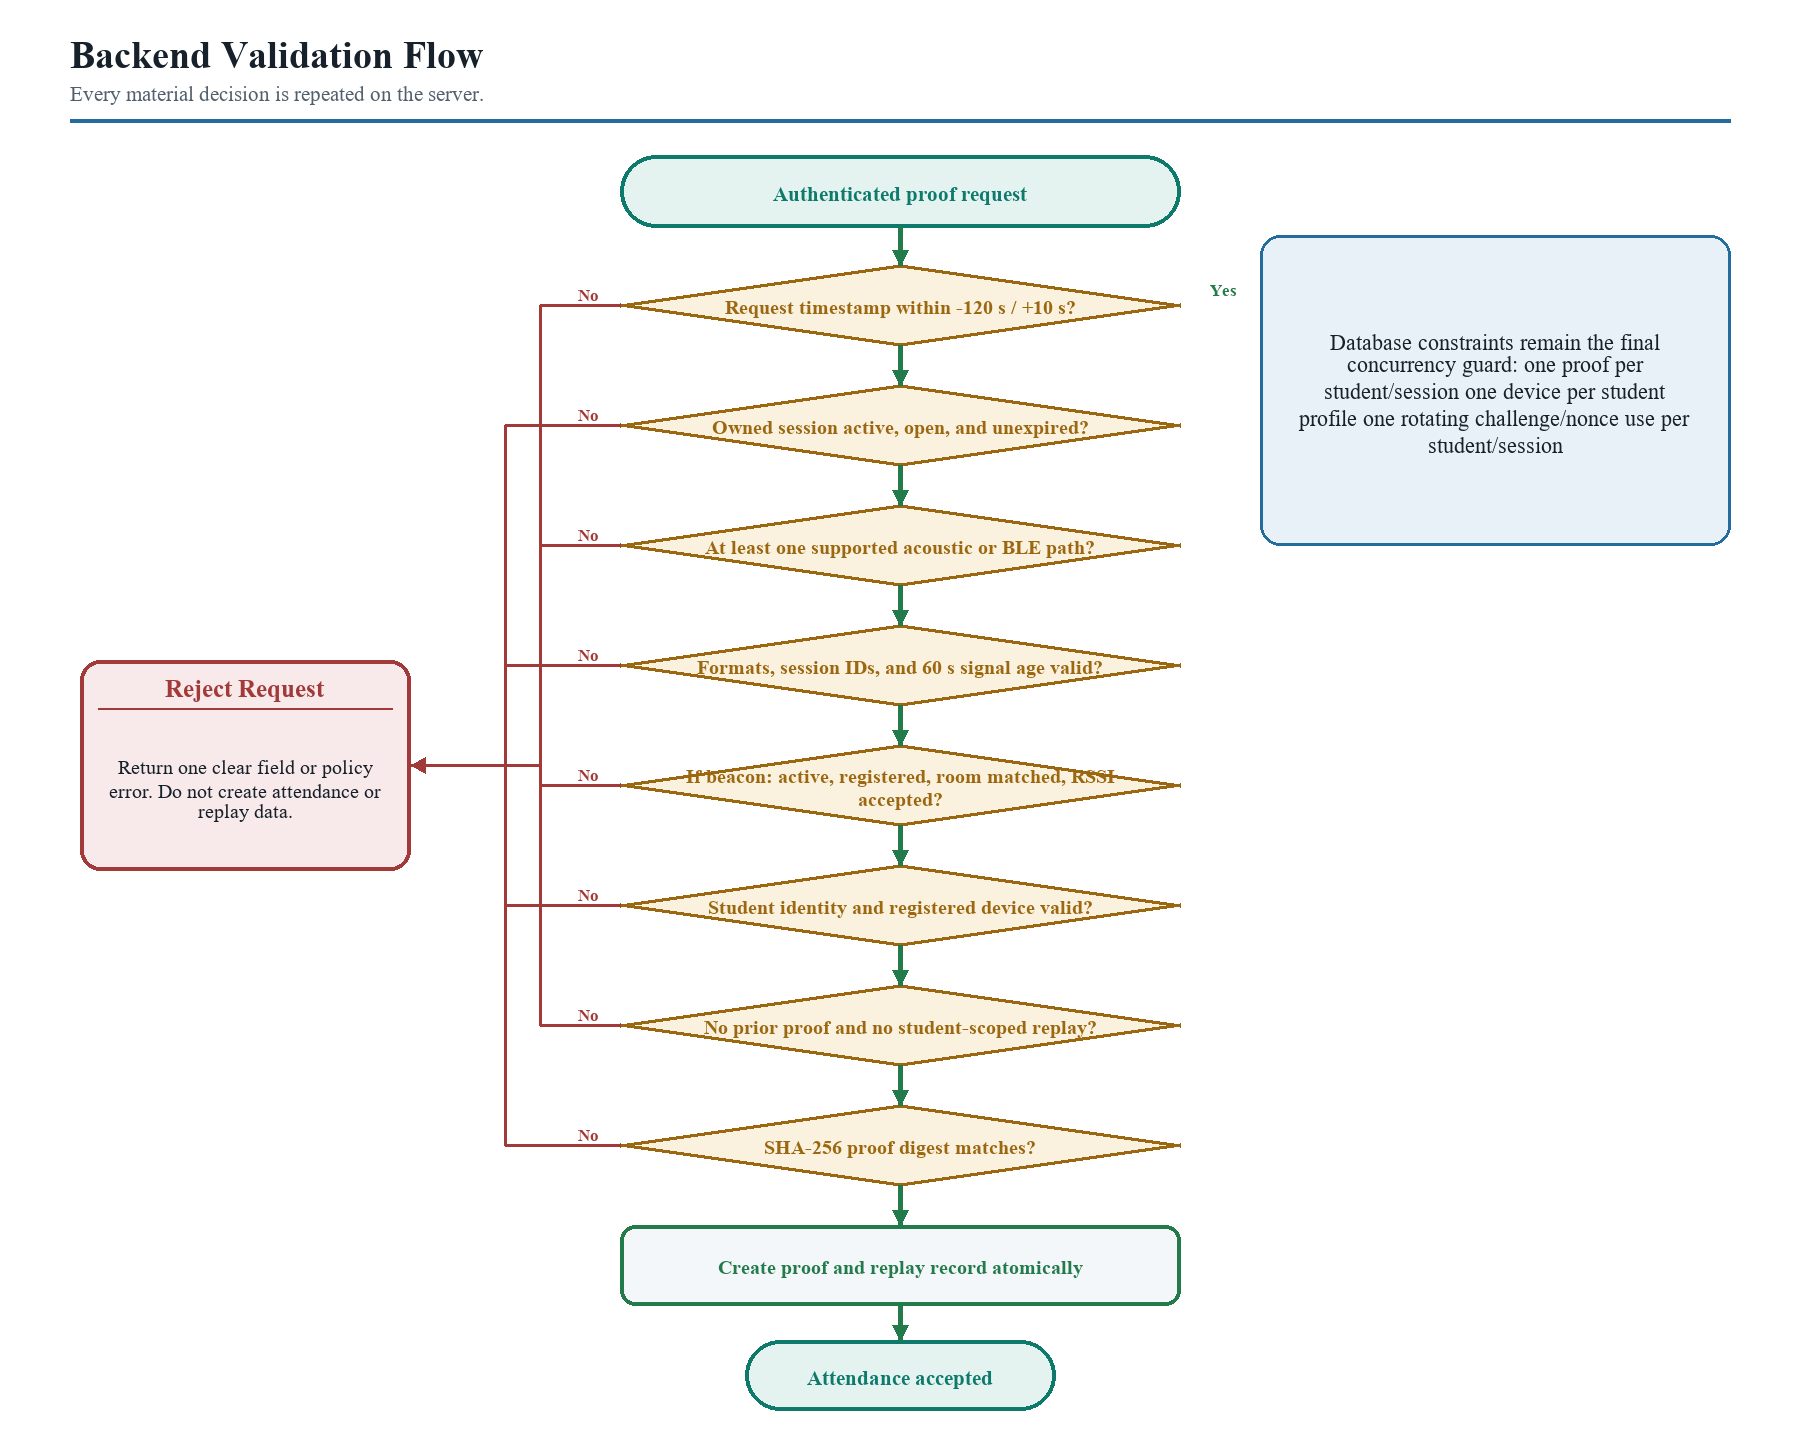 Backend Validation Flow
Every material decision is repeated on the server.
Authenticated proof request
No
Request timestamp within -120 s / +10 s?
Yes
Database constraints remain the final
concurrency guard: one proof per
student/session one device per student
profile one rotating challenge/nonce use per
student/session
No
Owned session active, open, and unexpired?
No
At least one supported acoustic or BLE path?
No
Formats, session IDs, and 60 s signal age valid?
Reject Request
Return one clear field or policy
error. Do not create attendance or
replay data.
No
If beacon: active, registered, room matched, RSSI
accepted?
No
Student identity and registered device valid?
No
No prior proof and no student-scoped replay?
No
SHA-256 proof digest matches?
Create proof and replay record atomically
Attendance accepted